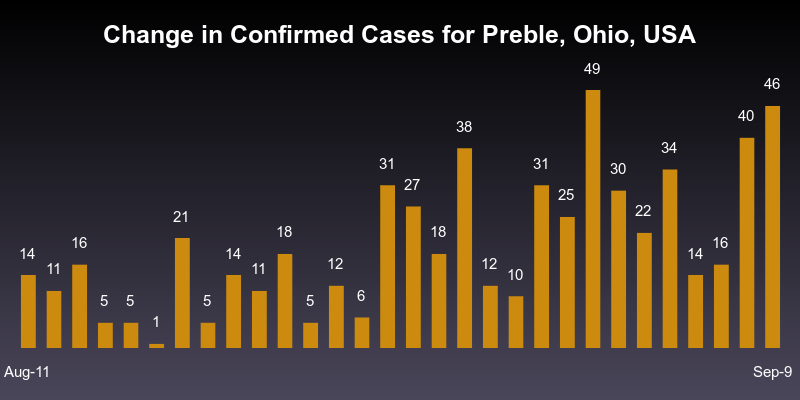 Change in Confirmed Cases for Preble, Ohio, USA
14 11 16 5 5 1 21 5 14 11 18 5 12 6 31 27 18 38 12 10 31 25 49 30 22 34 14 16 40 46
Aug-11 Sep-9